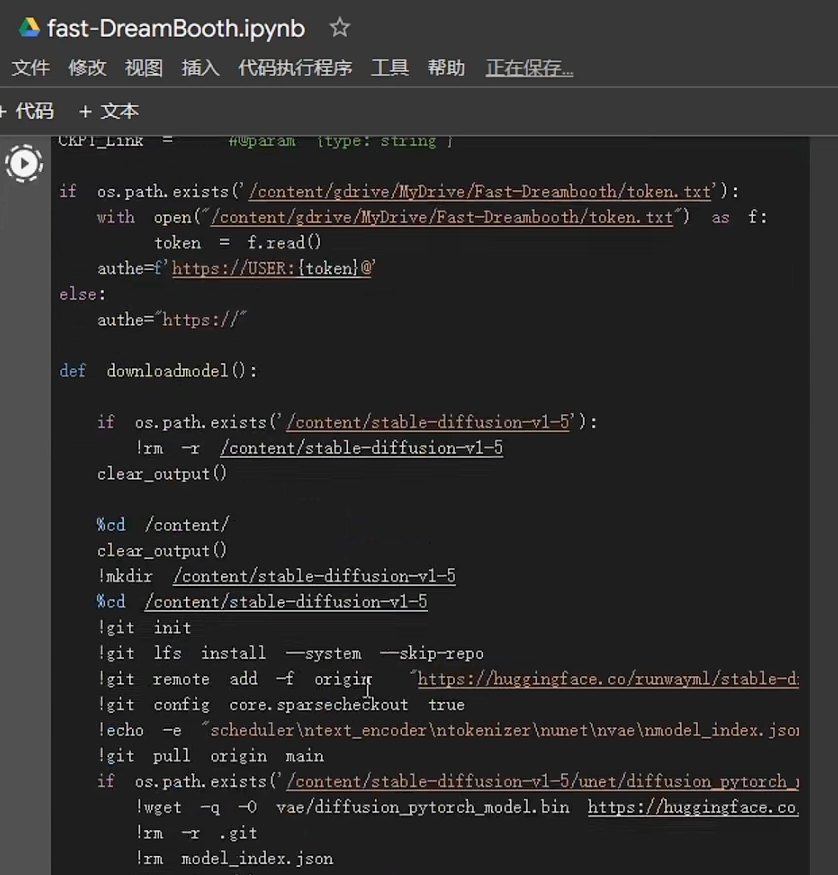 fast-DreamBooth.ipynb
文件 修改 视图 插入 代码执行程序 工具 帮助 正在保存...
+ 代码 + 文本
CKPT_Link = #@param {type:"string"}
if os.path.exists('/content/gdrive/MyDrive/Fast-Dreambooth/token.txt'):
with open("/content/gdrive/MyDrive/Fast-Dreambooth/token.txt") as f:
token = f.read()
authe=f'https://USER:{token}@'
else:
authe="https://"
def downloadmodel():
if os.path.exists('/content/stable-diffusion-v1-5'):
!rm -r /content/stable-diffusion-v1-5
clear_output()
%cd /content/
clear_output()
!mkdir /content/stable-diffusion-v1-5
%cd /content/stable-diffusion-v1-5
!git init
!git lfs install --system --skip-repo
!git remote add -f origin "https://huggingface.co/runwayml/stable-d
!git config core.sparsecheckout true
!echo -e "scheduler\ntext_encoder\ntokenizer\nunet\nvae\nmodel_index.json
!git pull origin main
if os.path.exists('/content/stable-diffusion-v1-5/unet/diffusion_pytorch_
!wget -q -O vae/diffusion_pytorch_model.bin https://huggingface.co
!rm -r .git
!rm model_index.json